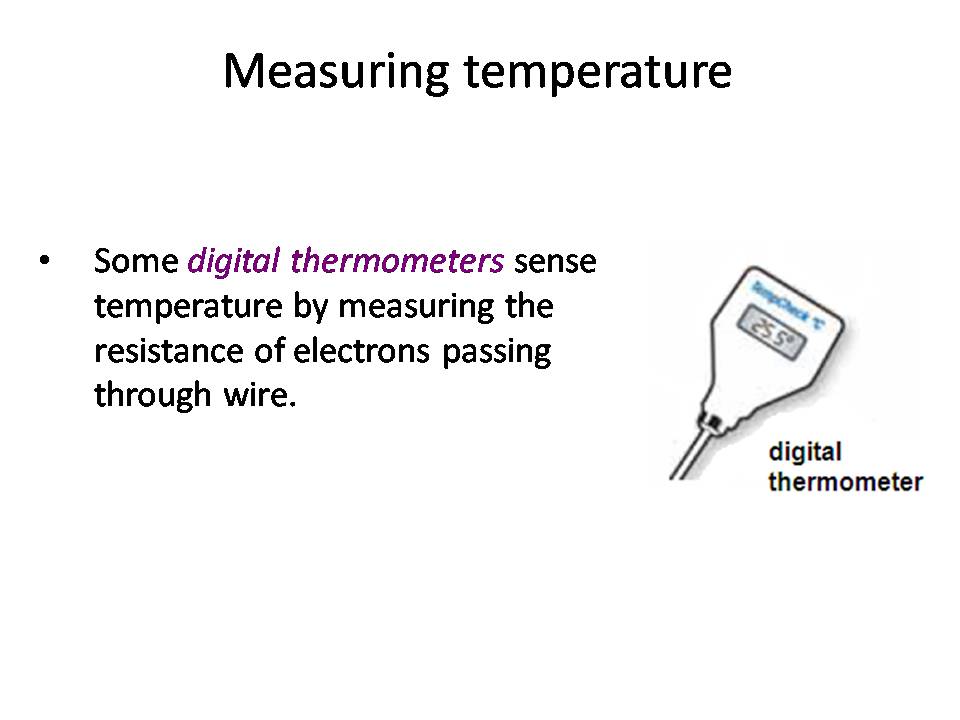 Measuring temperature
• Some digital thermometers sense
temperature by measuring the
resistance of electrons passing
through wire.
TempCheck °C
25.5°
digital
thermometer